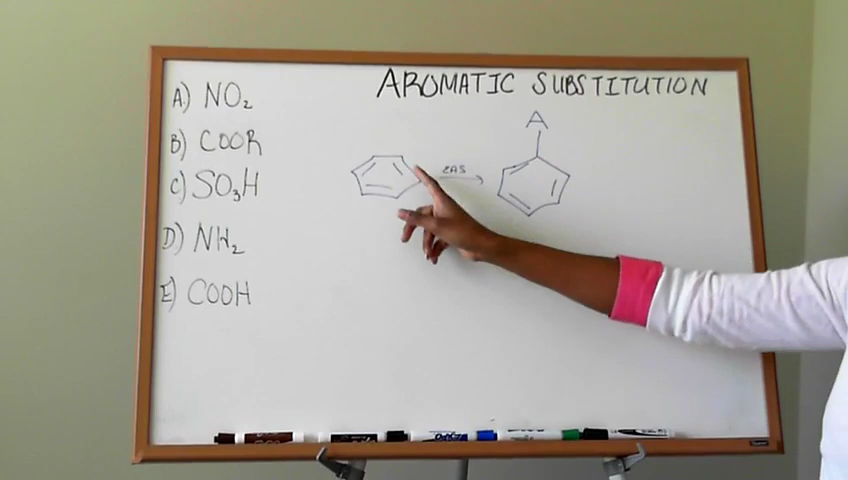 AROMATIC SUBSTITUTION
A) NO2
B) COOR
C) SO3H
D) NH2
E) COOH
EAS
A